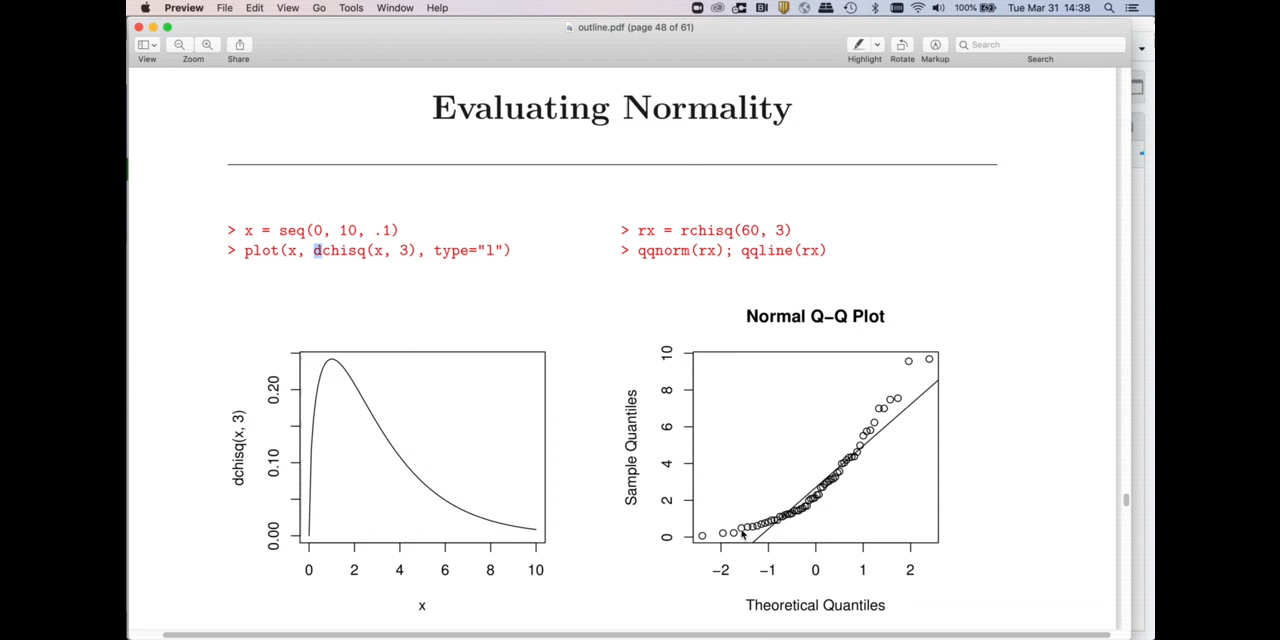 Preview File Edit View Go Tools Window Help 100% Tue Mar 31 14:38
outline.pdf (page 48 of 61)
View Zoom Share Highlight Rotate Markup Search
Search
Evaluating Normality
> x = seq(0, 10, .1)
> plot(x, dchisq(x, 3), type="l")
> rx = rchisq(60, 3)
> qqnorm(rx); qqline(rx)
dchisq(x, 3)
0.20
0.10
0.00
0 2 4 6 8 10
x
Normal Q–Q Plot
Sample Quantiles
10
8
6
4
2
0
−2 −1 0 1 2
Theoretical Quantiles